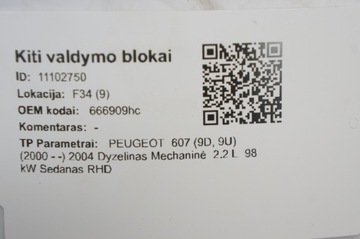 Kiti valdymo blokai
ID: 11102750
Lokacija: F34 (9)
OEM kodai: 666909hc
Komentaras: -
TP Parametrai: PEUGEOT 607 (9D, 9U)
(2000 - -) 2004 Dyzelinas Mechaninė 2.2 L 98
kW Sedanas RHD